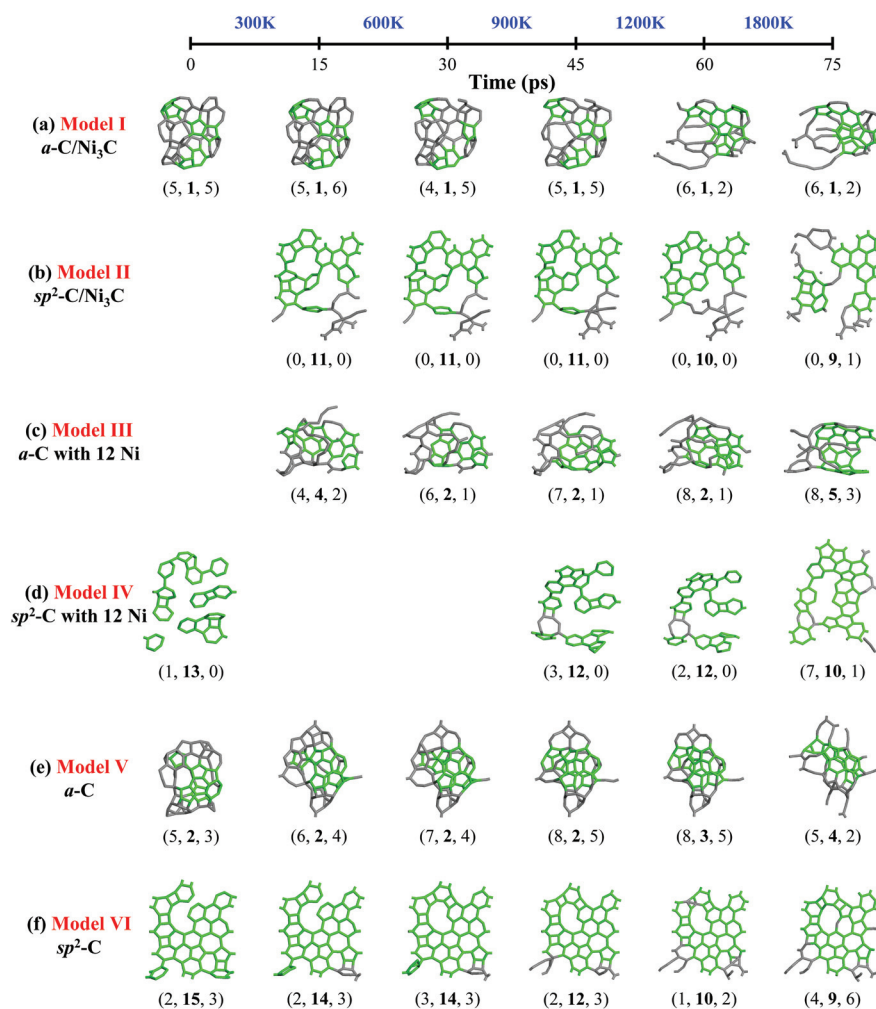 300K 600K 900K 1200K 1800K
0 15 30 45 60 75
Time (ps)
(a) Model I
a-C/Ni₃C
(5, 1, 5) (5, 1, 6) (4, 1, 5) (5, 1, 5) (6, 1, 2) (6, 1, 2)
(b) Model II
sp²-C/Ni₃C
(0, 11, 0) (0, 11, 0) (0, 11, 0) (0, 10, 0) (0, 9, 1)
(c) Model III
a-C with 12 Ni
(4, 4, 2) (6, 2, 1) (7, 2, 1) (8, 2, 1) (8, 5, 3)
(d) Model IV
sp²-C with 12 Ni
(1, 13, 0) (3, 12, 0) (2, 12, 0) (7, 10, 1)
(e) Model V
a-C
(5, 2, 3) (6, 2, 4) (7, 2, 4) (8, 2, 5) (8, 3, 5) (5, 4, 2)
(f) Model VI
sp²-C
(2, 15, 3) (2, 14, 3) (3, 14, 3) (2, 12, 3) (1, 10, 2) (4, 9, 6)